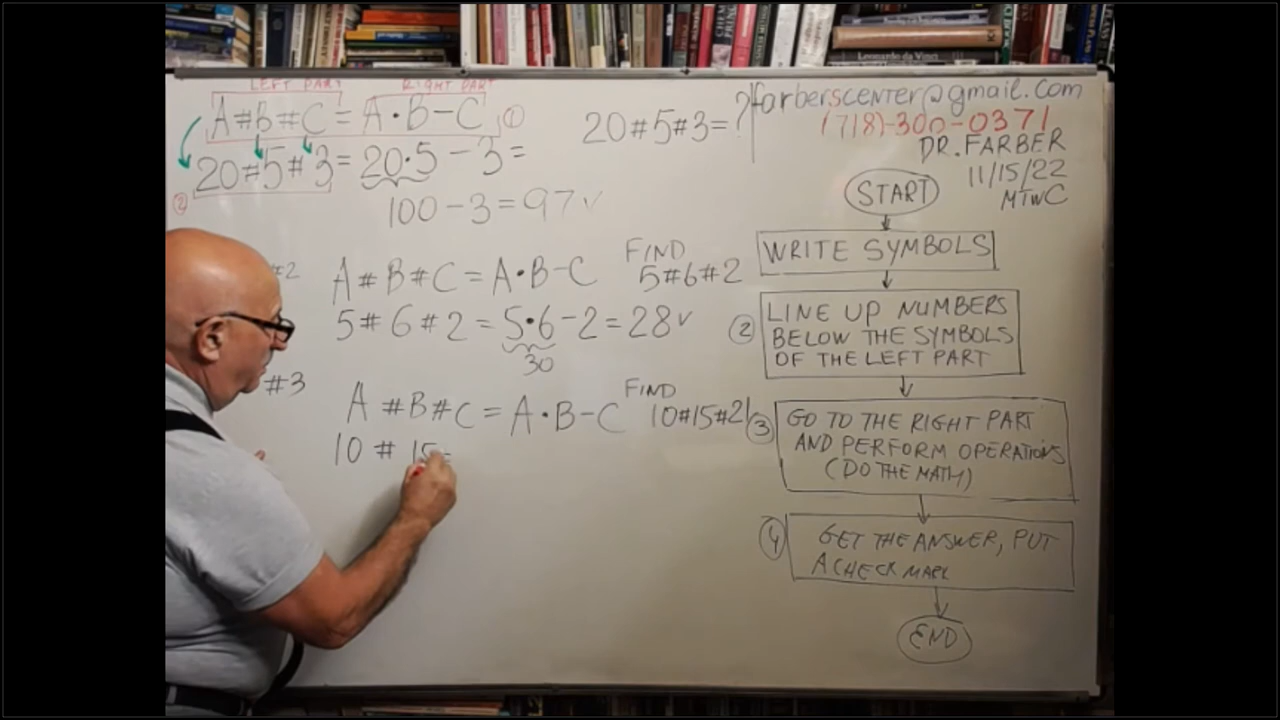 Leonardo da Vinci
LEFT PART RIGHT PART
A#B#C=A•B-C ①
20#5#3=20•5-3=
②
100-3=97✓
20#5#3=?
farberscenter@gmail.com
(718)-300-0371
DR. FARBER
11/15/22
MTWC
#2
A#B#C=A•B-C
FIND
5#6#2
5#6#2=5•6-2=28✓
30
#3
A#B#C=A•B-C
FIND
10#15#21
10#15=
START
WRITE SYMBOLS
② LINE UP NUMBERS
BELOW THE SYMBOLS
OF THE LEFT PART
③ GO TO THE RIGHT PART
AND PERFORM OPERATIONS
(DO THE MATH)
④ GET THE ANSWER, PUT
A CHECK MARK
END